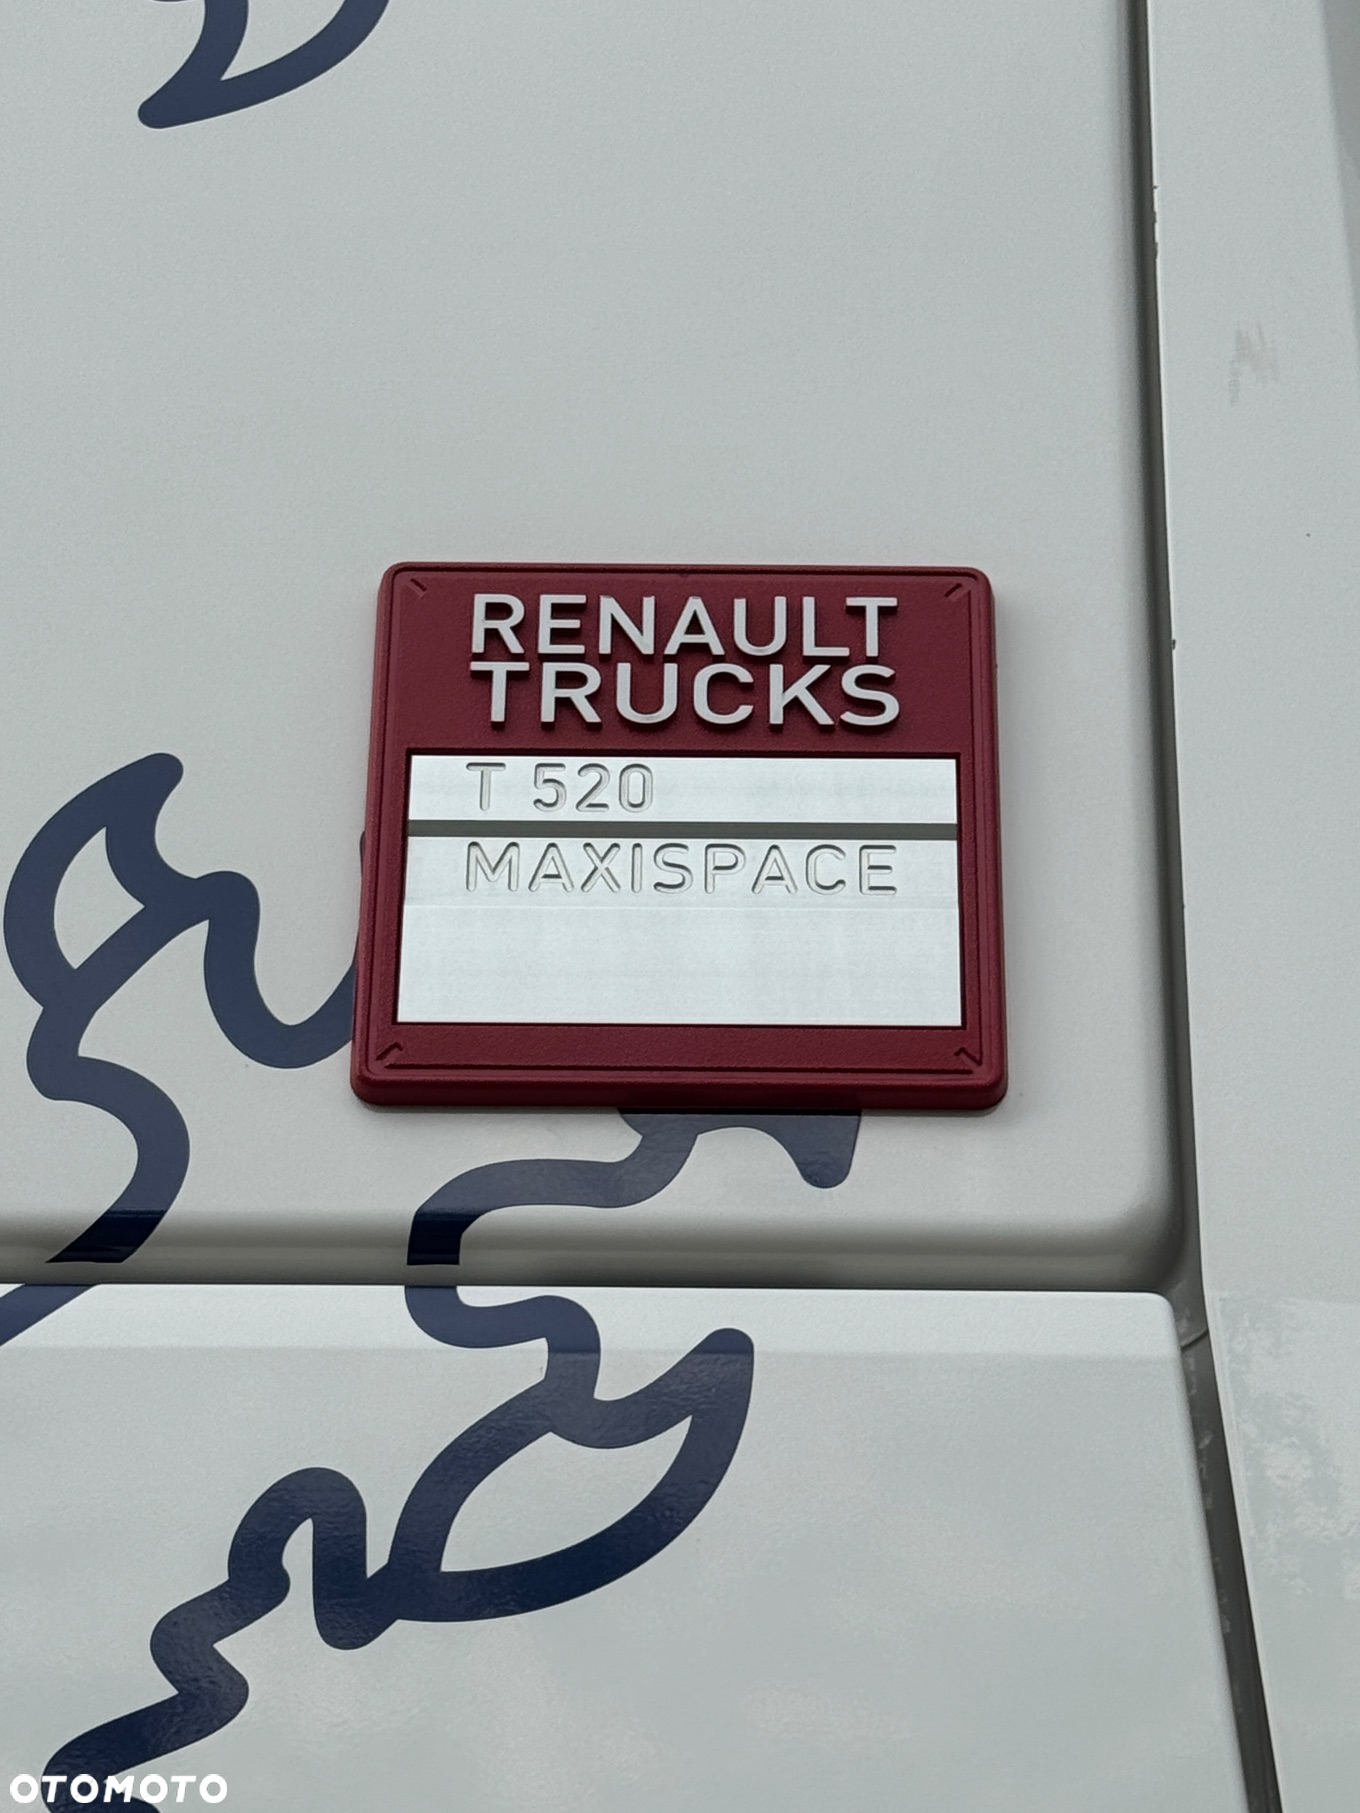 RENAULT
TRUCKS
T 520
MAXISPACE
OTOMOTO